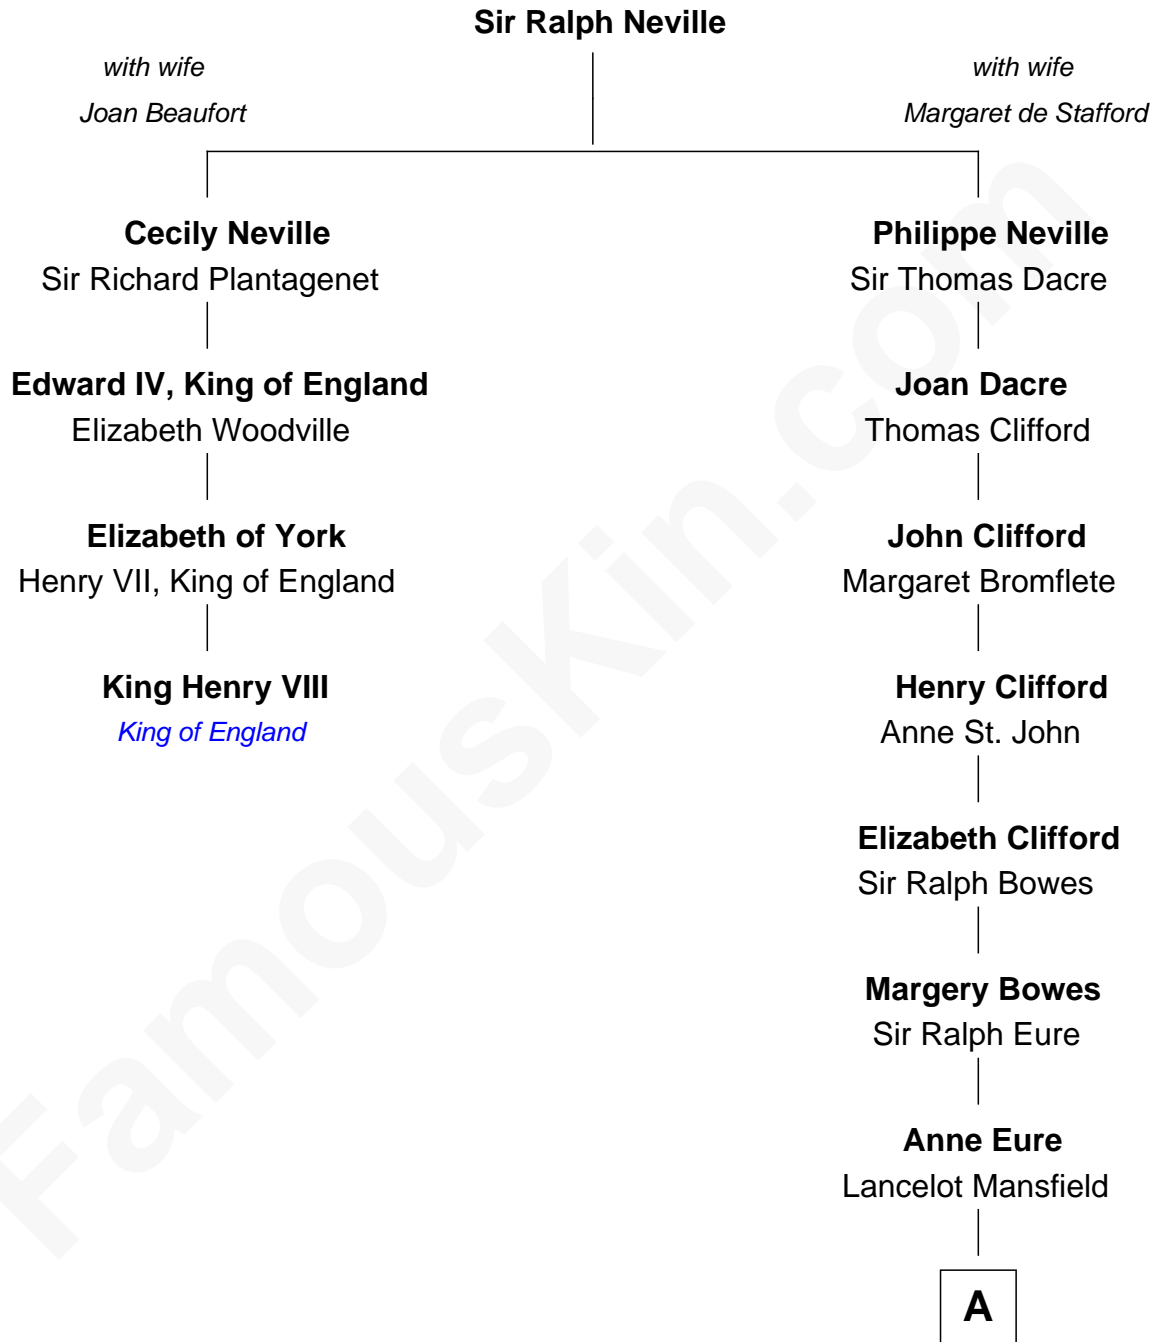 Sir Ralph Neville
with wife
Joan Beaufort
with wife
Margaret de Stafford
Cecily Neville
Sir Richard Plantagenet
Philippe Neville
Sir Thomas Dacre
Edward IV, King of England
Elizabeth Woodville
Joan Dacre
Thomas Clifford
Elizabeth of York
Henry VII, King of England
John Clifford
Margaret Bromflete
King Henry VIII
King of England
Henry Clifford
Anne St. John
Elizabeth Clifford
Sir Ralph Bowes
Margery Bowes
Sir Ralph Eure
Anne Eure
Lancelot Mansfield
A
FamousKin.com